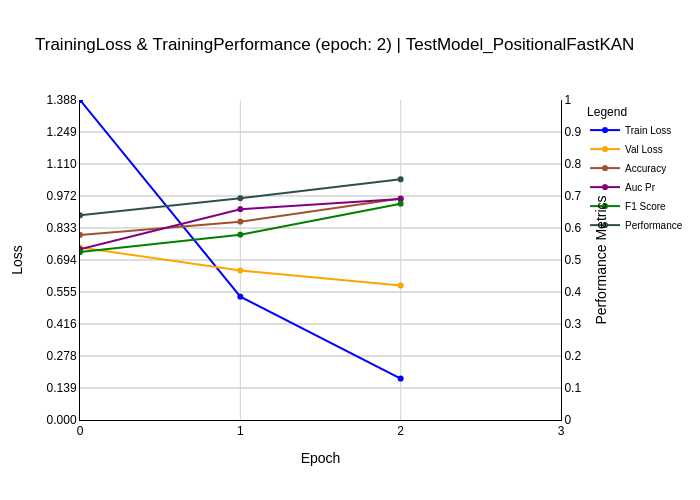 TrainingLoss & TrainingPerformance (epoch: 2) | TestModel_PositionalFastKAN
Loss
1.388
1.249
1.110
0.972
0.833
0.694
0.555
0.416
0.278
0.139
0.000
0 1 2 3
Epoch
1
0.9
0.8
0.7
0.6
0.5
0.4
0.3
0.2
0.1
0
Performance Metrics
Legend
Train Loss
Val Loss
Accuracy
Auc Pr
F1 Score
Performance